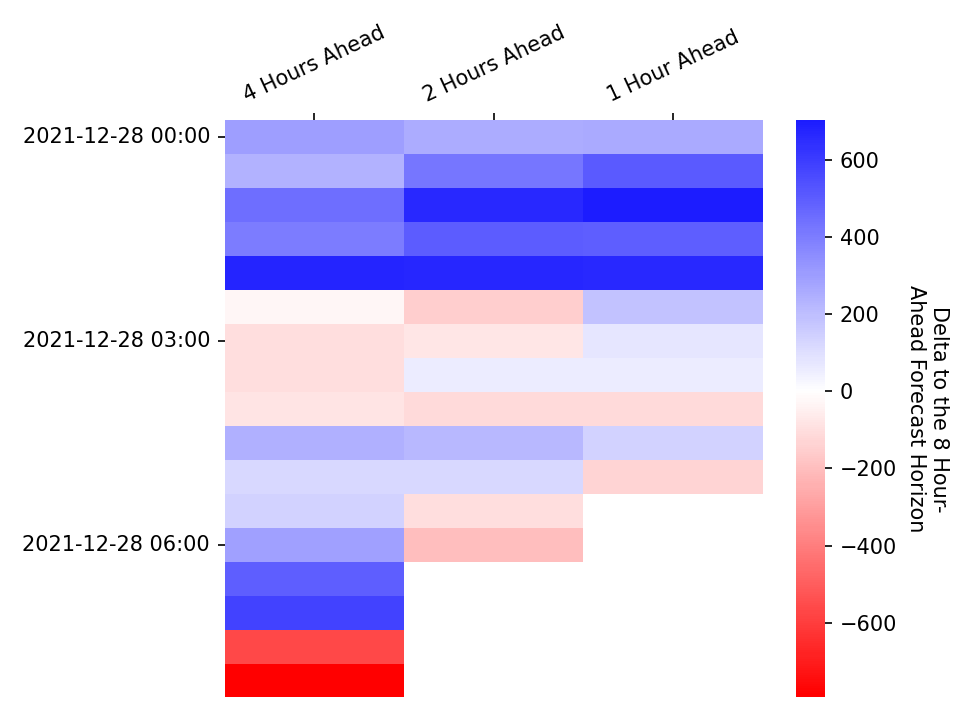 4 Hours Ahead
2 Hours Ahead
1 Hour Ahead
2021-12-28 00:00
2021-12-28 03:00
2021-12-28 06:00
600
400
200
0
−200
−400
−600
Delta to the 8 Hour-
Ahead Forecast Horizon